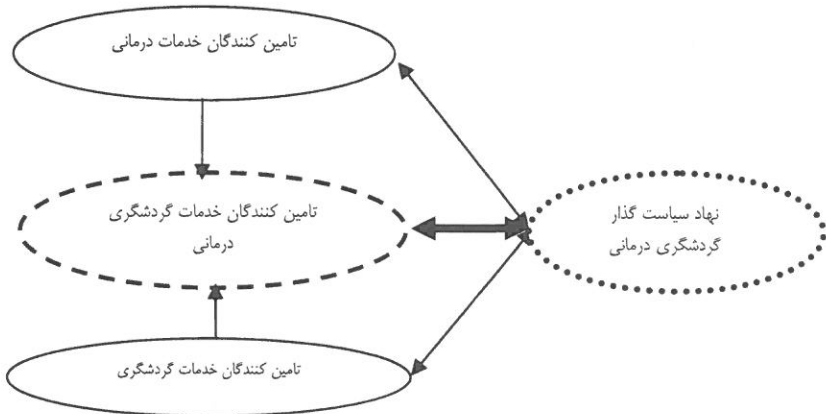 تامین کنندگان خدمات درمانی
تامین کنندگان خدمات گردشگری
درمانی
نهاد سیاست گذار
گردشگری درمانی
تامین کنندگان خدمات گردشگری